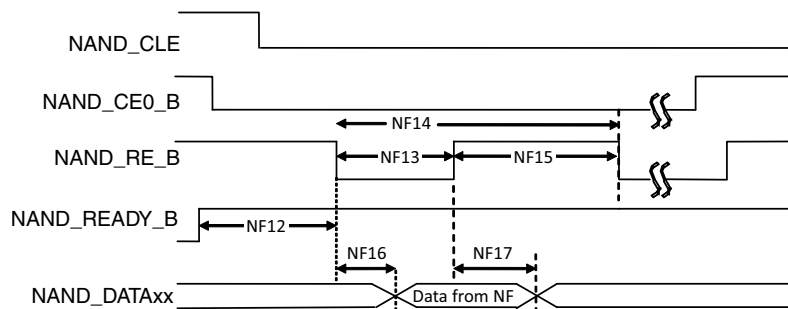 NAND_CLE
NAND_CE0_B
NF14
NAND_RE_B
NF13
NF15
NAND_READY_B
NF12
NF16
NF17
NAND_DATAxx
Data from NF